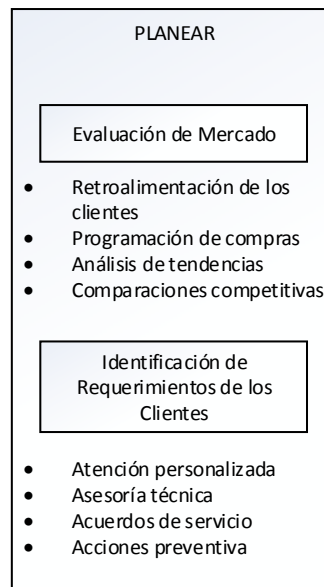 PLANEAR
Evaluación de Mercado
• Retroalimentación de los
clientes
• Programación de compras
• Análisis de tendencias
• Comparaciones competitivas
Identificación de
Requerimientos de los
Clientes
• Atención personalizada
• Asesoría técnica
• Acuerdos de servicio
• Acciones preventiva